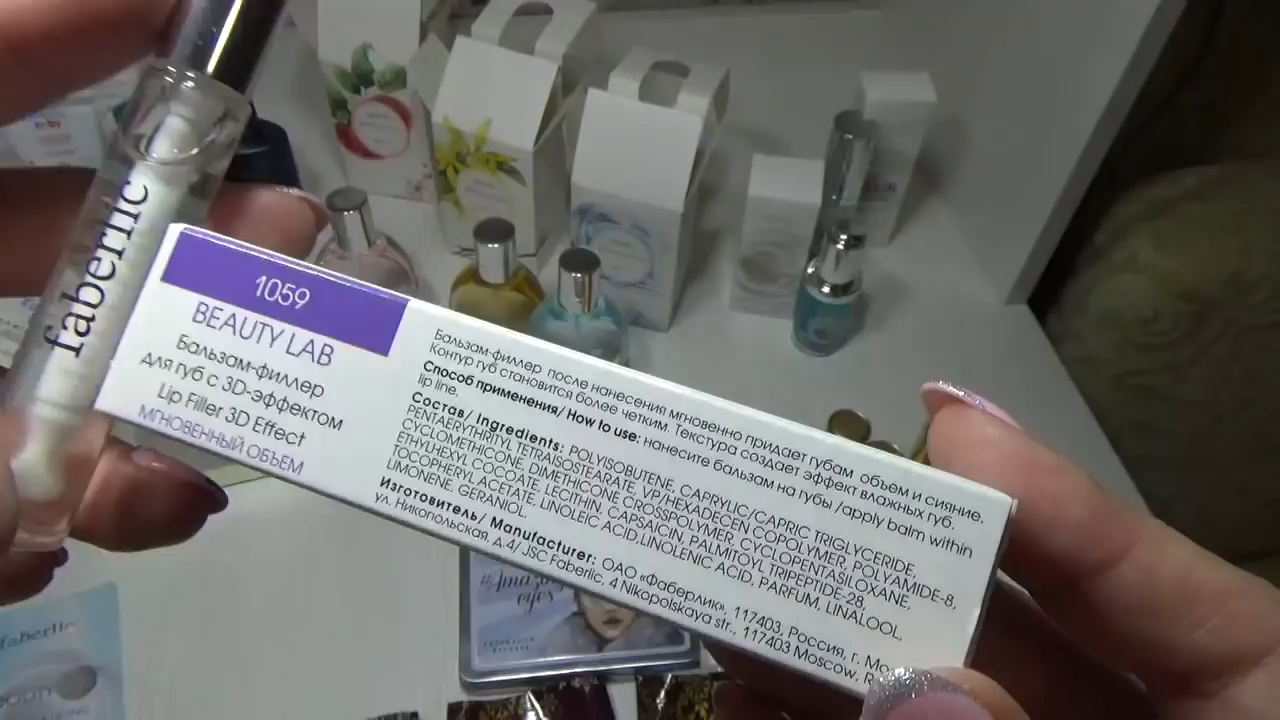 faberlic
1059
BEAUTY LAB
Бальзам-филлер
для губ с 3D-эффектом
Lip Filler 3D Effect
МГНОВЕННЫЙ ОБЪЕМ
Бальзам-филлер после нанесения мгновенно придает губам объем и сияние.
Контур губ становится более четким. Текстура создает эффект влажных губ.
Способ применения/ How to use: нанесите бальзам на губы /apply balm within
lip line.
Состав/ Ingredients: POLYISOBUTENE, CAPRYLIC/CAPRIC TRIGLYCERIDE,
PENTAERYTHRITYL TETRAISOSTEARATE, VP/HEXADECEN COPOLYMER, POLYAMIDE-8,
CYCLOMETHICONE, DIMETHICONE CROSSPOLYMER, CYCLOPENTASILOXANE,
ETHYLHEXYL COCOATE, LECITHIN, CAPSAICIN, PALMITOYL TRIPEPTIDE-28,
TOCOPHERYL ACETATE, LINOLEIC ACID,LINOLENIC ACID, PARFUM, LINALOOL,
LIMONENE, GERANIOL
Изготовитель/ Manufacturer: ОАО «Фаберлик», 117403, Россия, г. Мо
ул. Никопольская, д.4/ JSC Faberlic, 4 Nikopolskaya str., 117403 Moscow, R
#Amazing
eyes
faberlic